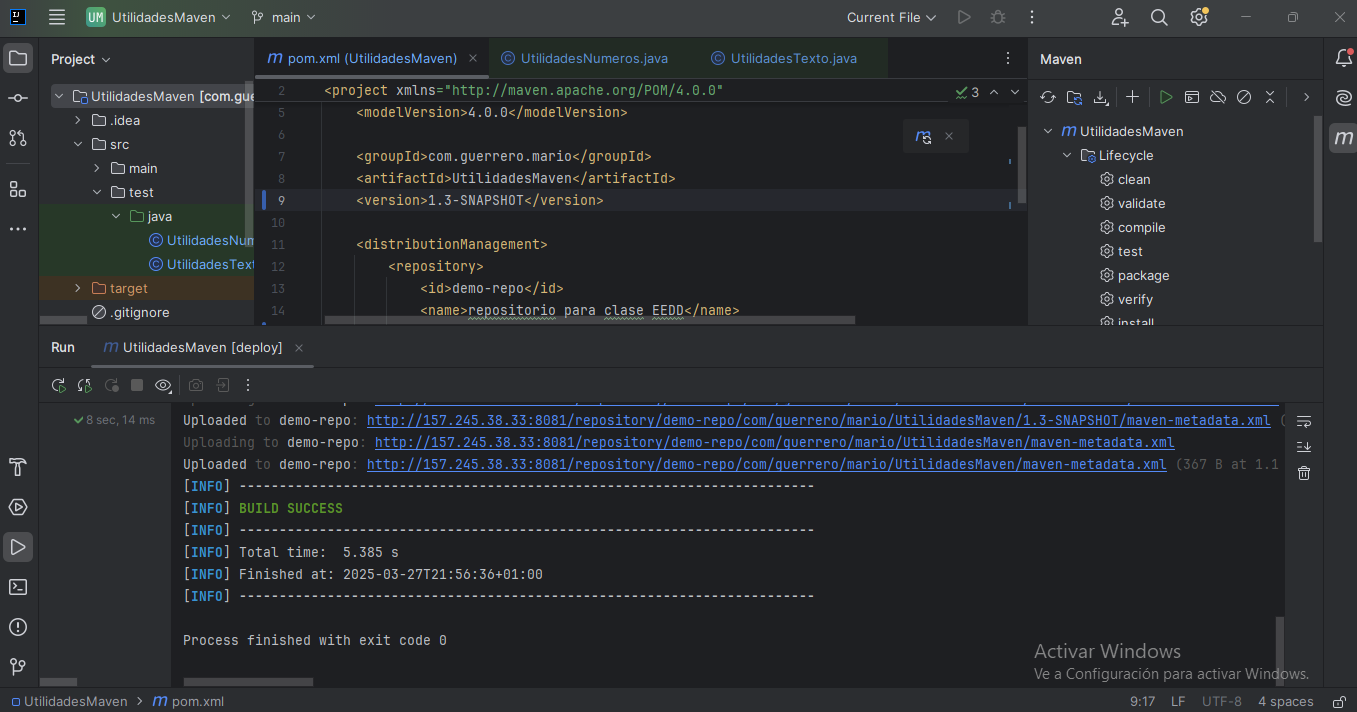 UM UtilidadesMaven main Current File
Project
pom.xml (UtilidadesMaven)
UtilidadesNumeros.java
UtilidadesTexto.java
Maven
UtilidadesMaven [com.gue
.idea
src
main
test
java
UtilidadesNum
UtilidadesText
target
.gitignore
2 <project xmlns="http://maven.apache.org/POM/4.0.0"
3
5 <modelVersion>4.0.0</modelVersion>
6
7 <groupId>com.guerrero.mario</groupId>
8 <artifactId>UtilidadesMaven</artifactId>
9 <version>1.3-SNAPSHOT</version>
10
11 <distributionManagement>
12 <repository>
13 <id>demo-repo</id>
14 <name>repositorio para clase EEDD</name>
UtilidadesMaven
Lifecycle
clean
validate
compile
test
package
verify
install
Run UtilidadesMaven [deploy]
8 sec, 14 ms
Uploaded to demo-repo: http://157.245.38.33:8081/repository/demo-repo/com/guerrero/mario/UtilidadesMaven/1.3-SNAPSHOT/maven-metadata.xml (
Uploading to demo-repo: http://157.245.38.33:8081/repository/demo-repo/com/guerrero/mario/UtilidadesMaven/maven-metadata.xml
Uploaded to demo-repo: http://157.245.38.33:8081/repository/demo-repo/com/guerrero/mario/UtilidadesMaven/maven-metadata.xml (367 B at 1.1
[INFO] ------------------------------------------------------------------------
[INFO] BUILD SUCCESS
[INFO] ------------------------------------------------------------------------
[INFO] Total time:  5.385 s
[INFO] Finished at: 2025-03-27T21:56:36+01:00
[INFO] ------------------------------------------------------------------------
Process finished with exit code 0
Activar Windows
Ve a Configuración para activar Windows.
UtilidadesMaven > pom.xml
9:17 LF UTF-8 4 spaces